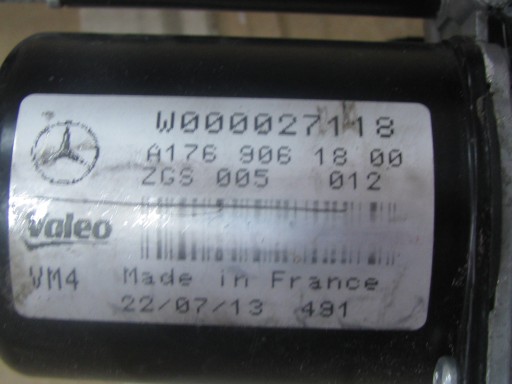 W000027118
A176 906 18 00
ZGS 005 012
Valeo
VM4 Made in France
22/07/13 491